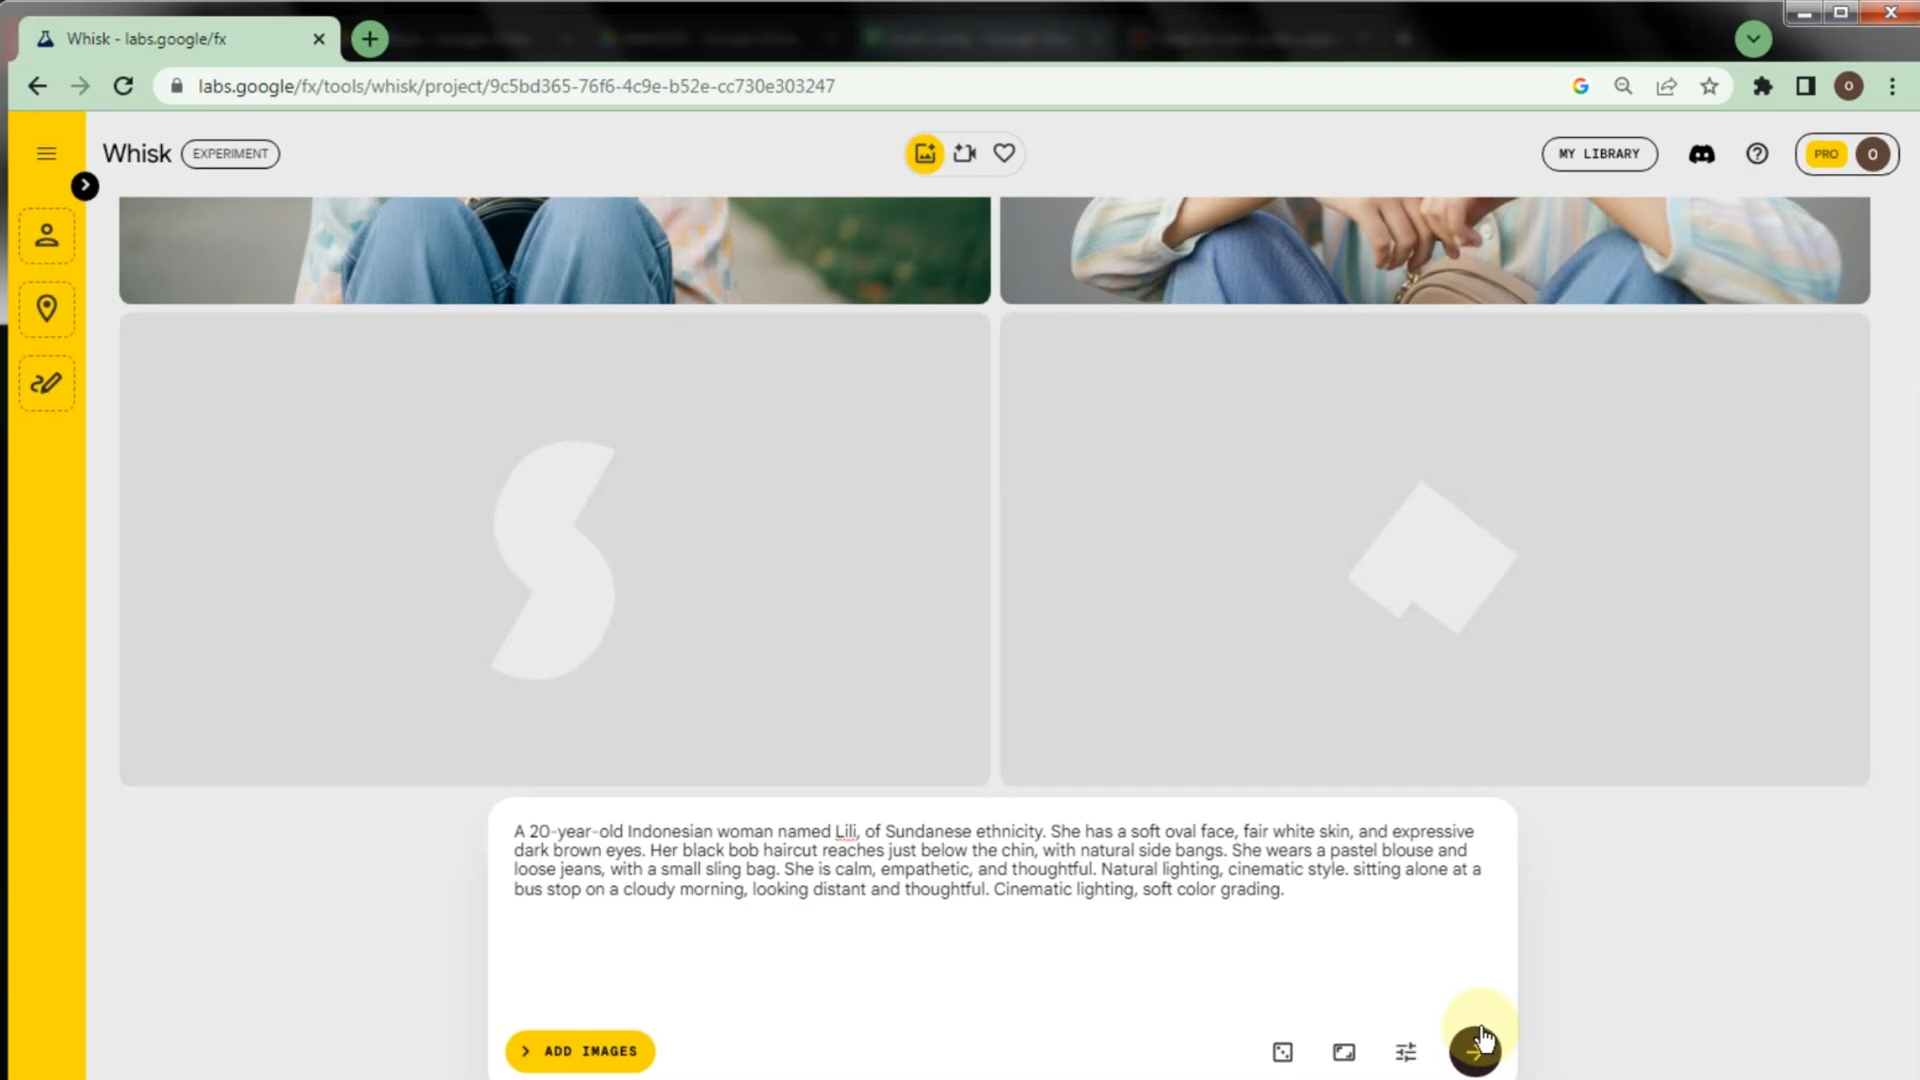 Whisk - labs.google/fx
labs.google/fx/tools/whisk/project/9c5bd365-76f6-4c9e-b52e-cc730e303247
Whisk EXPERIMENT
MY LIBRARY
PRO O
A 20-year-old Indonesian woman named Lili, of Sundanese ethnicity. She has a soft oval face, fair white skin, and expressive
dark brown eyes. Her black bob haircut reaches just below the chin, with natural side bangs. She wears a pastel blouse and
loose jeans, with a small sling bag. She is calm, empathetic, and thoughtful. Natural lighting, cinematic style. sitting alone at a
bus stop on a cloudy morning, looking distant and thoughtful. Cinematic lighting, soft color grading.
ADD IMAGES